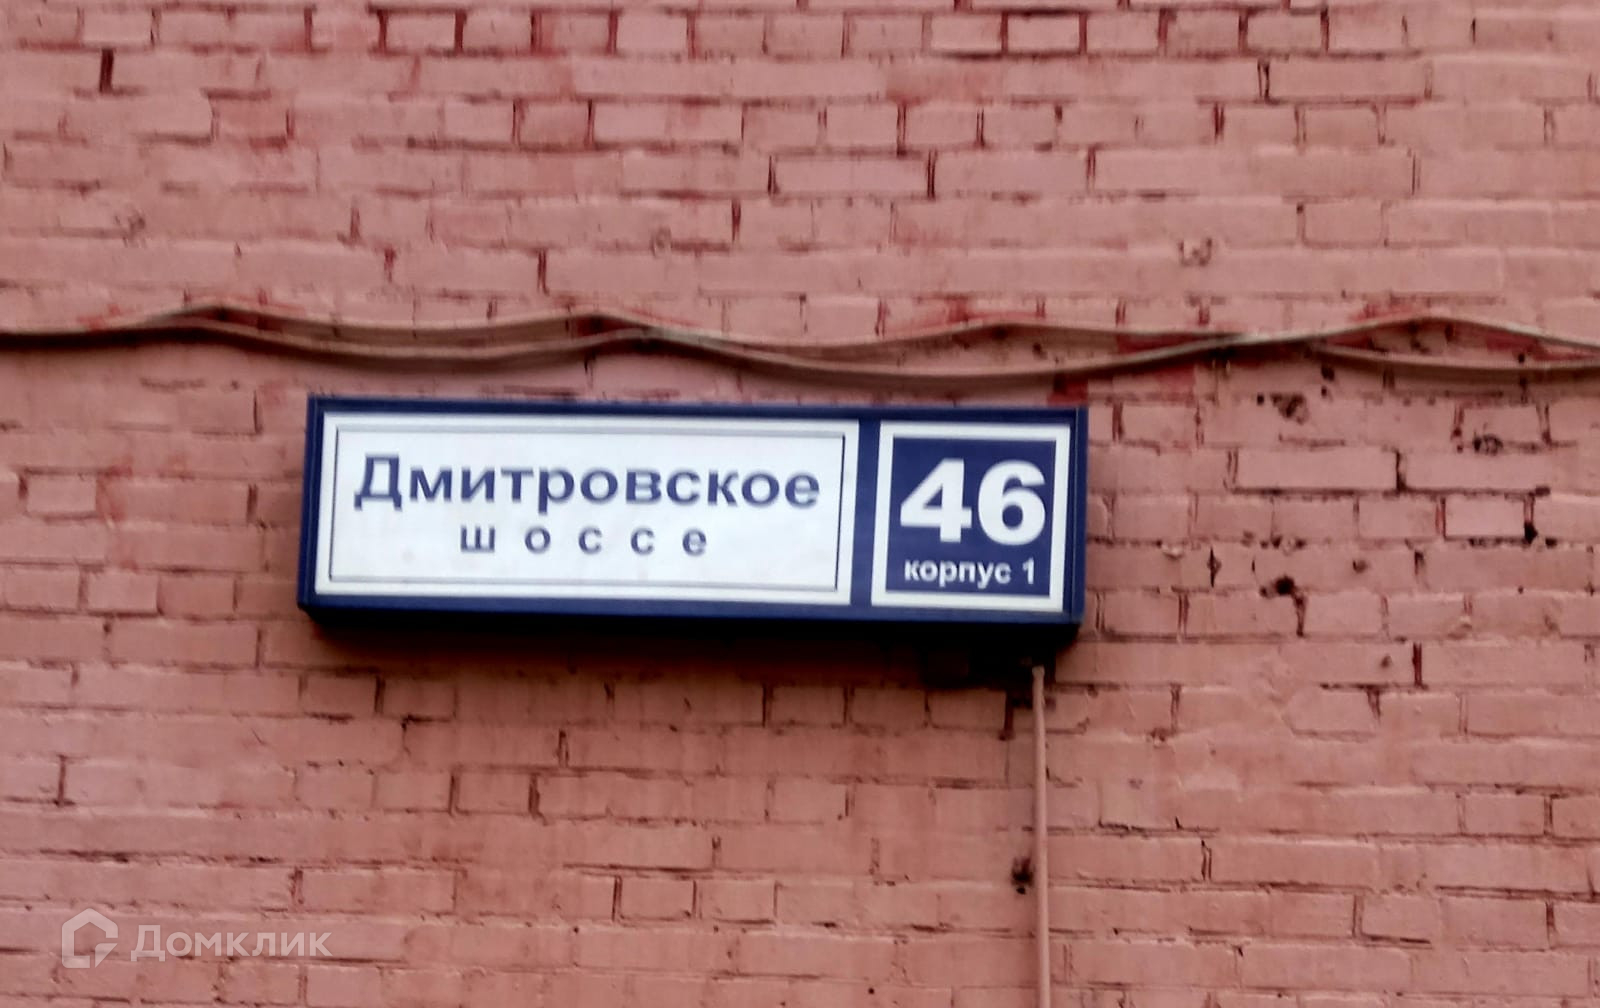 Дмитровское
шоссе
46
корпус 1
Домклик